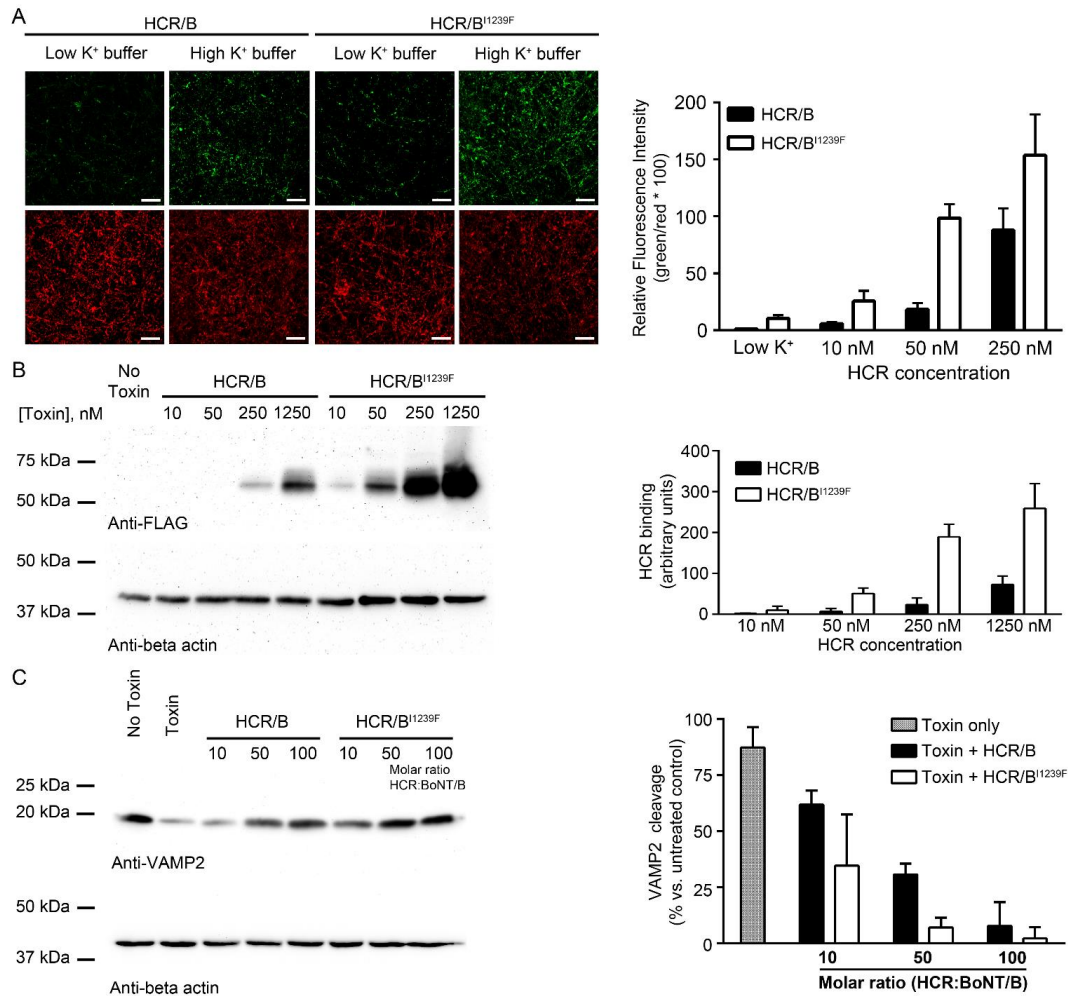 A
HCR/B
HCR/B^I1239F
Low K⁺ buffer
High K⁺ buffer
Low K⁺ buffer
High K⁺ buffer
Relative Fluorescence Intensity
(green/red * 100)
200
150
100
50
0
HCR/B
HCR/B^I1239F
Low K⁺
10 nM
50 nM
250 nM
HCR concentration
B
No
Toxin
HCR/B
HCR/B^I1239F
[Toxin], nM
10
50
250
1250
10
50
250
1250
75 kDa
50 kDa
Anti-FLAG
50 kDa
37 kDa
Anti-beta actin
HCR binding
(arbitrary units)
400
300
200
100
0
HCR/B
HCR/B^I1239F
10 nM
50 nM
250 nM
1250 nM
HCR concentration
C
No Toxin
Toxin
HCR/B
HCR/B^I1239F
10
50
100
10
50
100
Molar ratio
HCR:BoNT/B
25 kDa
20 kDa
Anti-VAMP2
50 kDa
37 kDa
Anti-beta actin
VAMP2 cleavage
(% vs. untreated control)
100
75
50
25
0
Toxin only
Toxin + HCR/B
Toxin + HCR/B^I1239F
10
50
100
Molar ratio (HCR:BoNT/B)